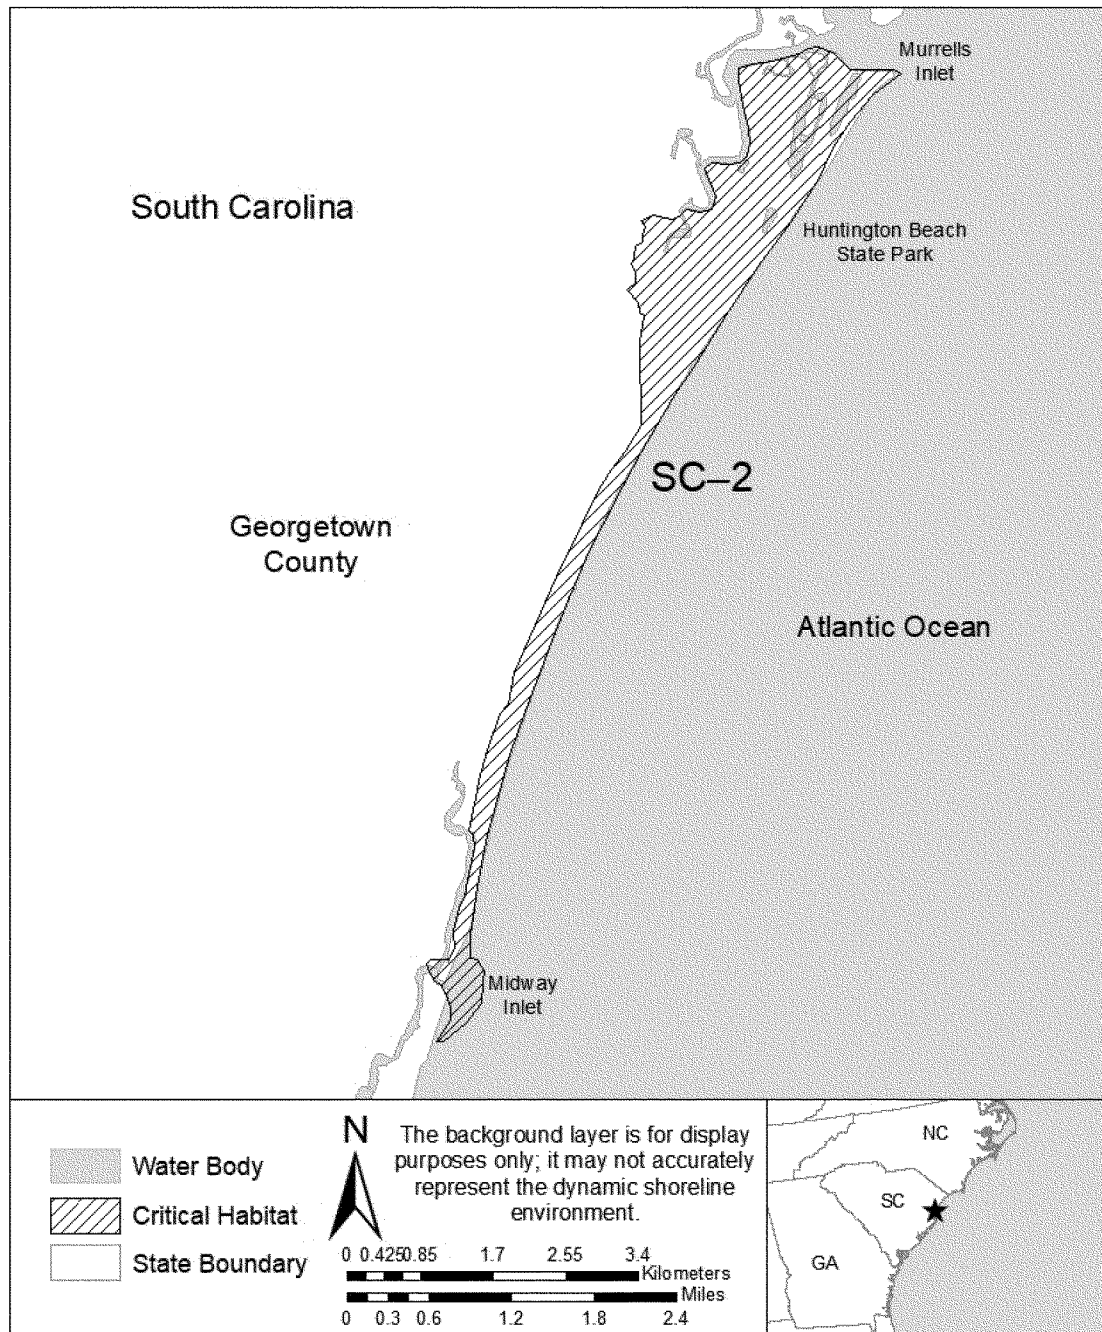 Murrells
Inlet
South Carolina
Huntington Beach
State Park
SC–2
Georgetown
County
Atlantic Ocean
Midway
Inlet
Water Body
Critical Habitat
State Boundary
N
The background layer is for display
purposes only; it may not accurately
represent the dynamic shoreline
environment.
0 0.425 0.85 1.7 2.55 3.4
Kilometers
Miles
0 0.3 0.6 1.2 1.8 2.4
NC
SC
GA